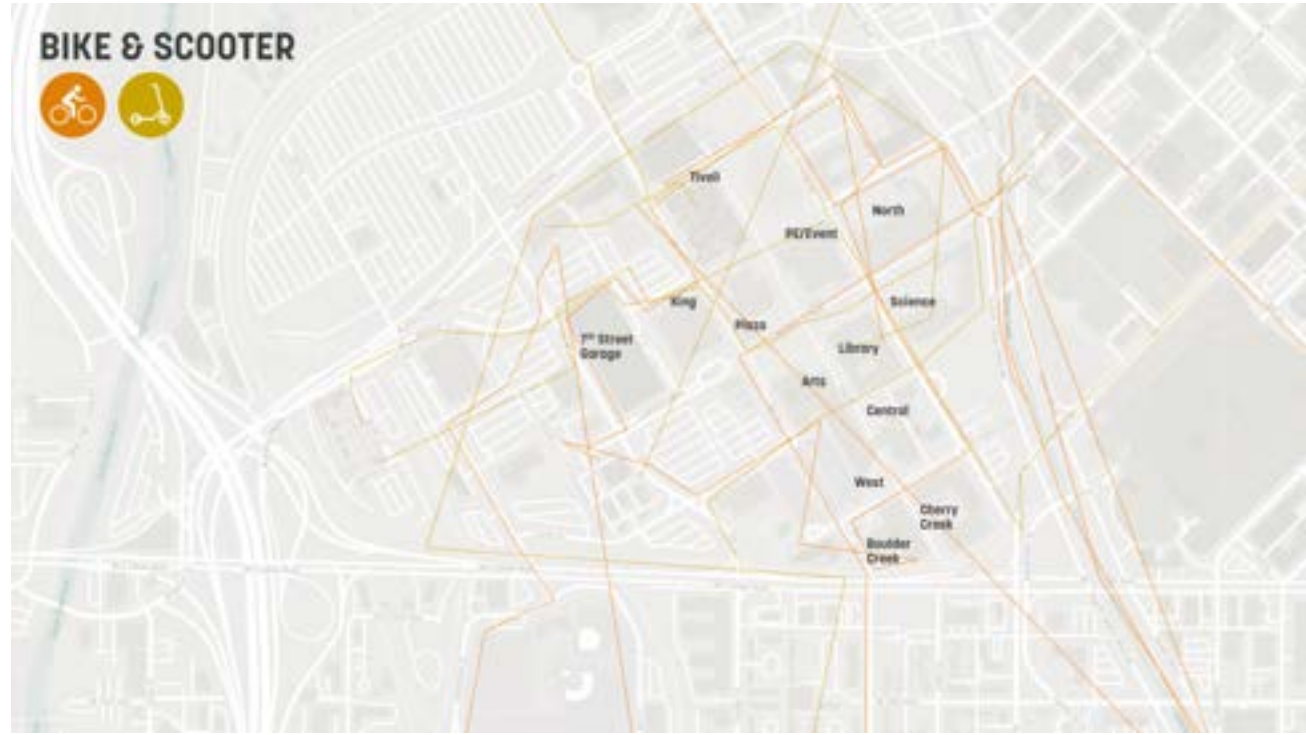 BIKE & SCOOTER
Tivoli
North
PE/Event
King
Science
Plaza
7th Street
Garage
Library
Arts
Central
West
Cherry
Creek
Boulder
Creek